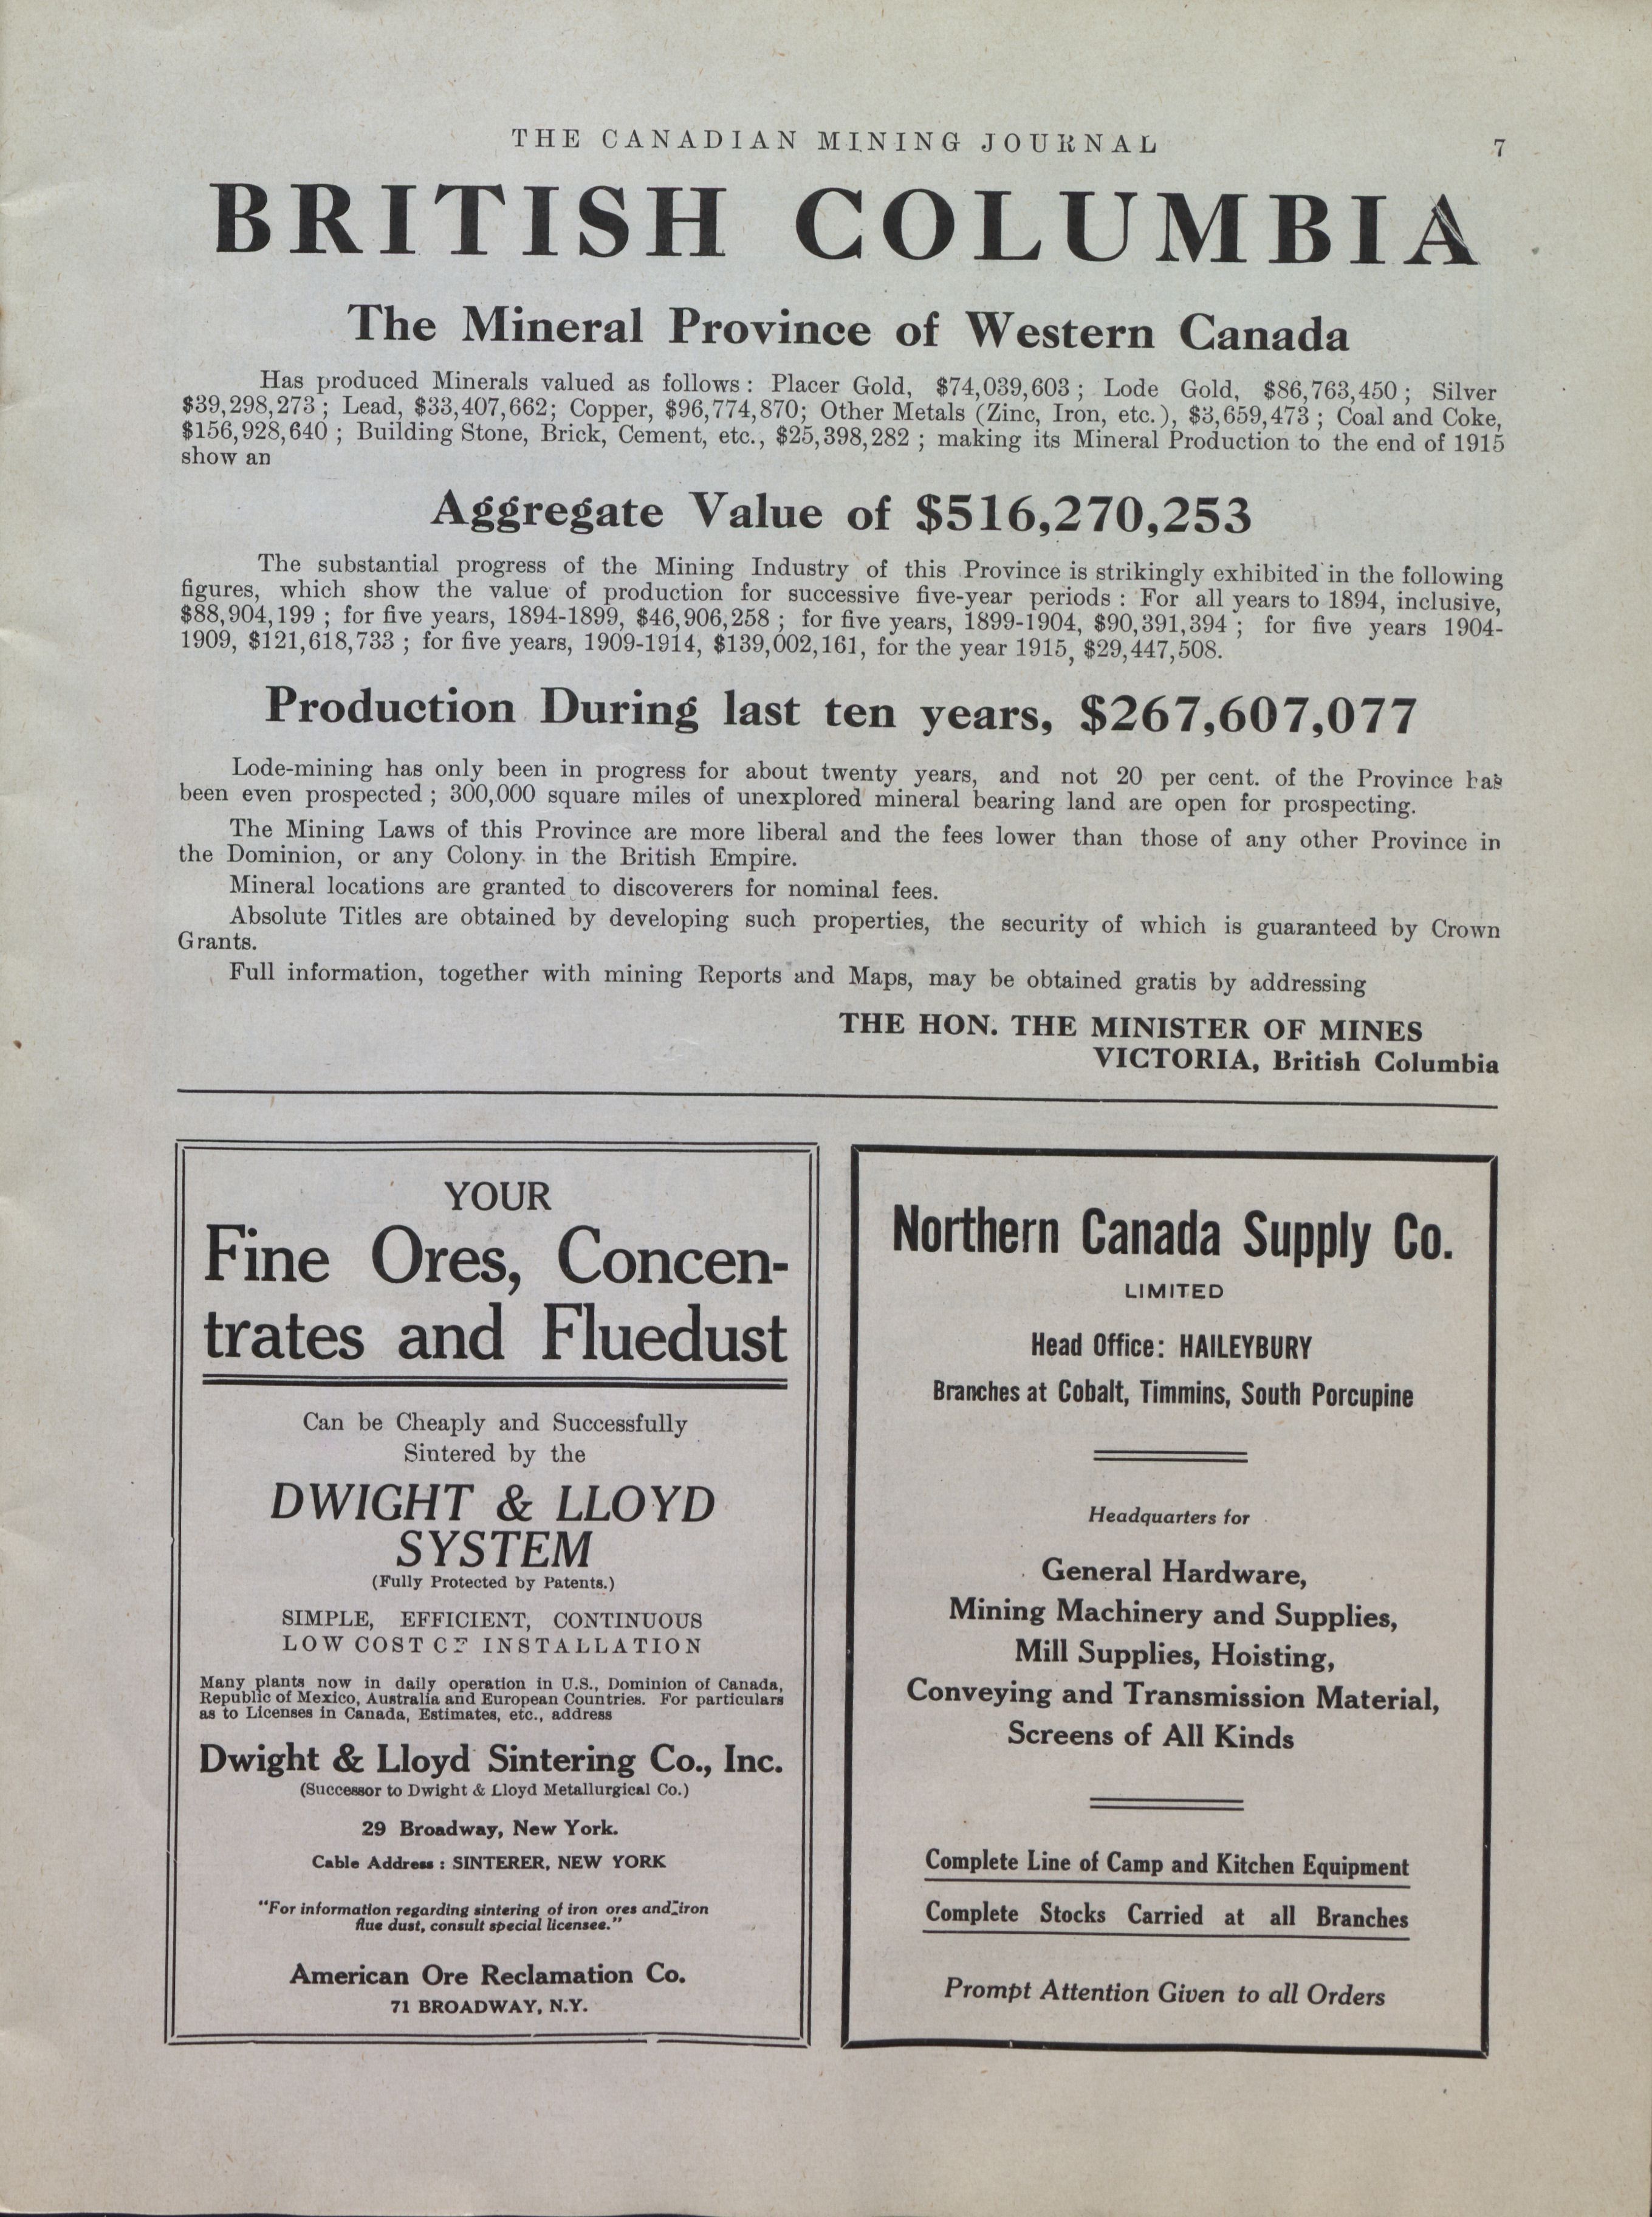 THE CANADIAN MINING JOURNAL 7
BRITISH COLUMBIA
The Mineral Province of Western Canada
Has produced Minerals valued as follows: Placer Gold, $74,039,603; Lode Gold, $86,763,450; Silver
$39,298,273; Lead, $33,407,662; Copper, $96,774,870; Other Metals (Zinc, Iron, etc.), $3,659,473; Coal and Coke,
$156,928,640; Building Stone, Brick, Cement, etc., $25,398,282; making its Mineral Production to the end of 1915
show an
Aggregate Value of $516,270,253
The substantial progress of the Mining Industry of this Province is strikingly exhibited in the following
figures, which show the value of production for successive five-year periods: For all years to 1894, inclusive,
$88,904,199; for five years, 1894-1899, $46,906,258; for five years, 1899-1904, $90,391,394; for five years 1904-
1909, $121,618,733; for five years, 1909-1914, $139,002,161, for the year 1915, $29,447,508.
Production During last ten years, $267,607,077
Lode-mining has only been in progress for about twenty years, and not 20 per cent. of the Province has
been even prospected; 300,000 square miles of unexplored mineral bearing land are open for prospecting.
The Mining Laws of this Province are more liberal and the fees lower than those of any other Province in
the Dominion, or any Colony in the British Empire.
Mineral locations are granted to discoverers for nominal fees.
Absolute Titles are obtained by developing such properties, the security of which is guaranteed by Crown
Grants.
Full information, together with mining Reports and Maps, may be obtained gratis by addressing
THE HON. THE MINISTER OF MINES
VICTORIA, British Columbia
YOUR
Fine Ores, Concen-
trates and Fluedust
Can be Cheaply and Successfully
Sintered by the
DWIGHT & LLOYD
SYSTEM
(Fully Protected by Patents.)
SIMPLE, EFFICIENT, CONTINUOUS
LOW COST OF INSTALLATION
Many plants now in daily operation in U.S., Dominion of Canada,
Republic of Mexico, Australia and European Countries. For particulars
as to Licenses in Canada, Estimates, etc., address
Dwight & Lloyd Sintering Co., Inc.
(Successor to Dwight & Lloyd Metallurgical Co.)
29 Broadway, New York.
Cable Address: SINTERER, NEW YORK
"For information regarding sintering of iron ores and iron
flue dust, consult special licensee."
American Ore Reclamation Co.
71 BROADWAY, N.Y.
Northern Canada Supply Co.
LIMITED
Head Office: HAILEYBURY
Branches at Cobalt, Timmins, South Porcupine
Headquarters for
General Hardware,
Mining Machinery and Supplies,
Mill Supplies, Hoisting,
Conveying and Transmission Material,
Screens of All Kinds
Complete Line of Camp and Kitchen Equipment
Complete Stocks Carried at all Branches
Prompt Attention Given to all Orders